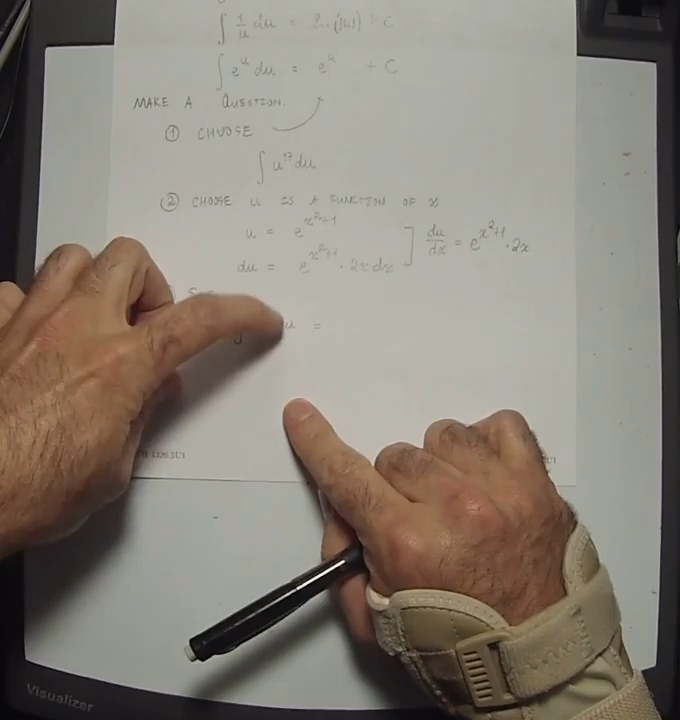 ∫ 1/u du = ln(|u|) + C
∫ e^u du = e^u + C
MAKE A QUESTION.
① CHOOSE
∫ u^17 du
② CHOOSE u IS A FUNCTION OF x
u = e^(x²+1)
du = e^(x²+1) · 2x dx
] du/dx = e^(x²+1) · 2x
=
Visualizer